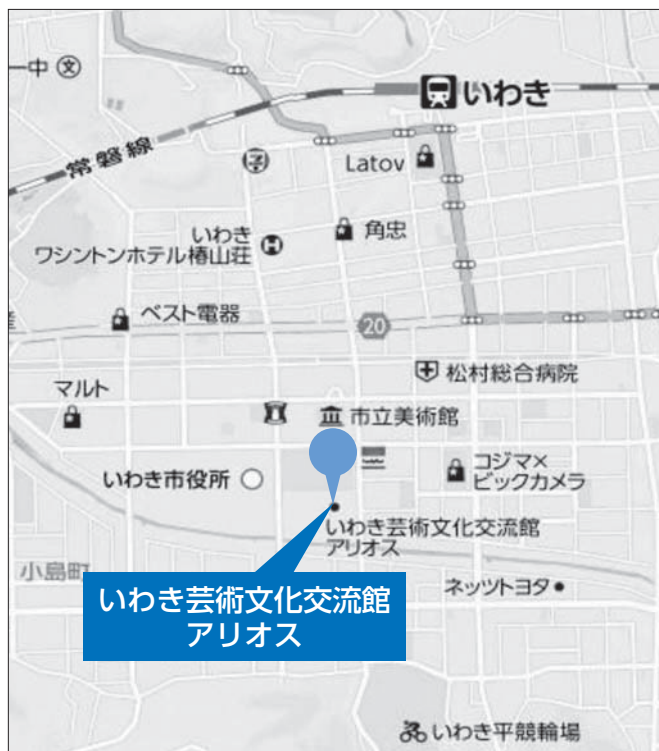 一中
いわき
常磐線
Latov
いわき
ワシントンホテル椿山荘
角忠
ベスト電器
20
松村総合病院
マルト
市立美術館
いわき市役所
コジマ×
ビックカメラ
いわき芸術文化交流館
アリオス
小島町
いわき芸術文化交流館
アリオス
ネッツトヨタ
いわき平競輪場